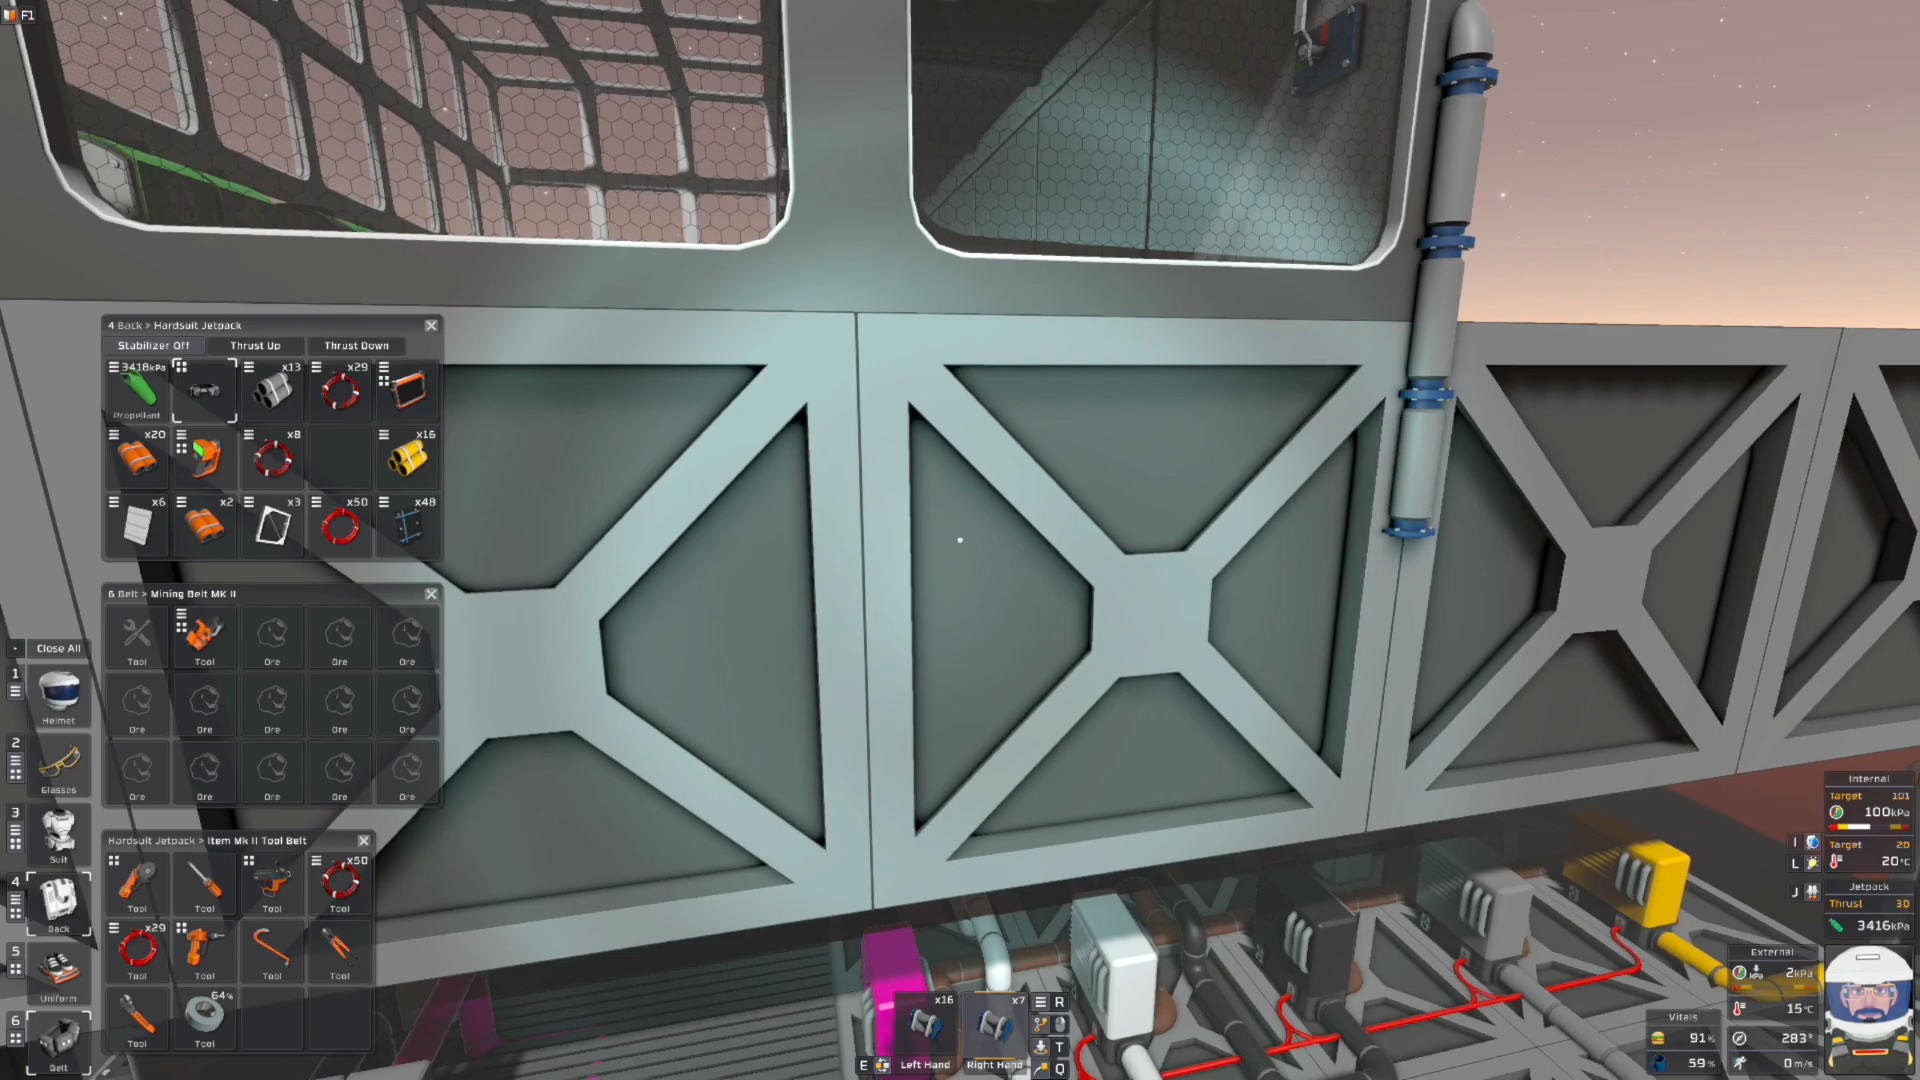 F1
4 Back > Hardsuit Jetpack
Stabilizer Off Thrust Up Thrust Down
3418kPa x13 x29
Propellant
x20 x8 x16
x6 x2 x3 x50 x48
6 Belt > Mining Belt MK II
Tool Tool Ore Ore Ore
Ore Ore Ore Ore Ore
Ore Ore Ore Ore Ore
Hardsuit Jetpack > Item Mk II Tool Belt
x50
Tool Tool Tool Tool
x29
Tool Tool Tool Tool
64%
Tool Tool
- Close All
1
Helmet
2
Glasses
3
Suit
4
Back
5
Uniform
6
Belt
x16 x7
E Left Hand Right Hand
R
T
Q
Internal
Target 101
100kPa
Target 20
20°C
I
L
J
Jetpack
Thrust 30
3416kPa
External
kPa 2kPa
15°C
283°
0m/s
Vitals
91%
59%